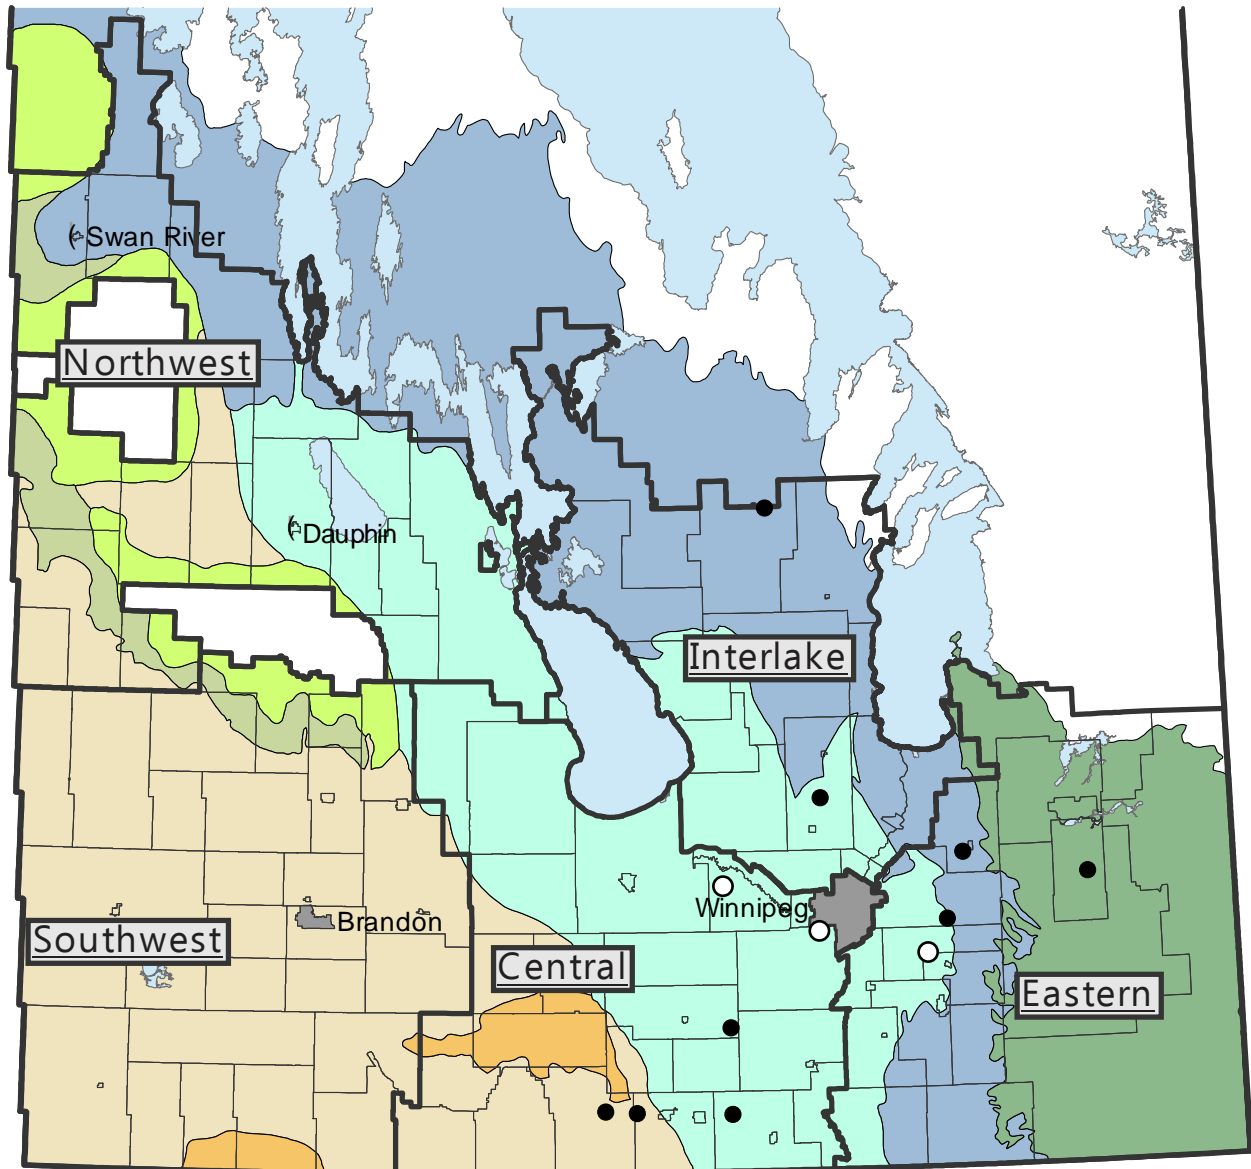 Swan River
Northwest
Dauphin
Interlake
Winnipeg
Brandon
Southwest
Central
Eastern